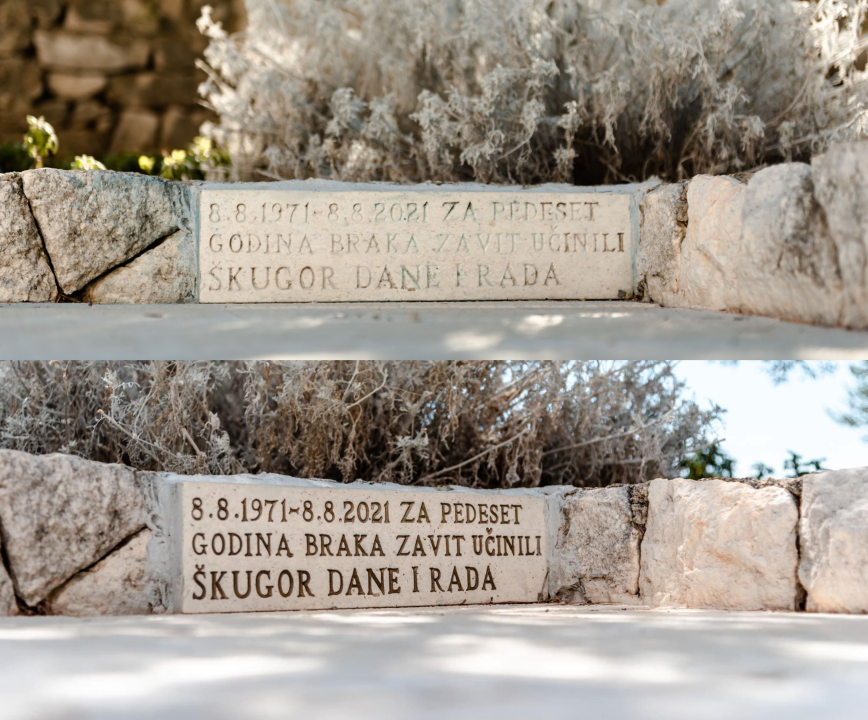 8.8.1971-8.8.2021 ZA PEDESET
GODINA BRAKA ZAVIT UČINILI
ŠKUGOR DANE I RADA
8.8.1971-8.8.2021 ZA PEDESET
GODINA BRAKA ZAVIT UČINILI
ŠKUGOR DANE I RADA